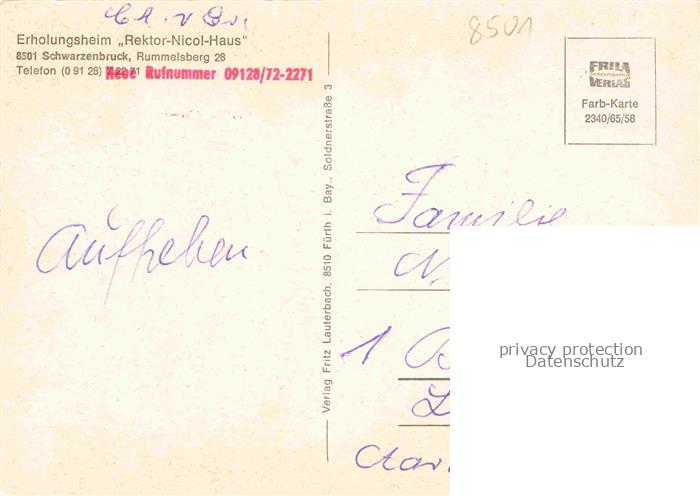 8501
Erholungsheim „Rektor-Nicol-Haus"
8501 Schwarzenbruck, Rummelsberg 28
Telefon (0 91 28)
Neue Rufnummer 09128/72-2271
FRILA
VERLAG
Farb-Karte
2340/65/58
Aufheben
Verlag Fritz Lauterbach, 8510 Fürth i. Bay., Soldnerstraße 3
Familie
N
1 B
privacy protection
Datenschutz